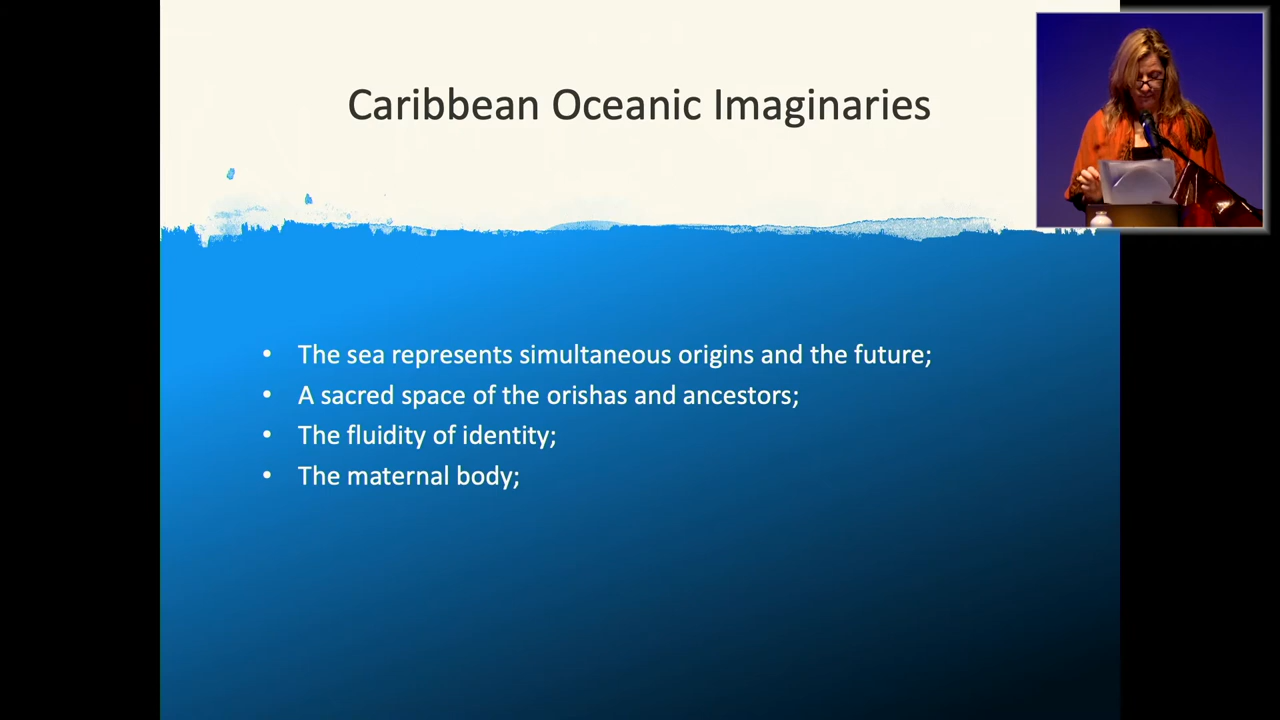 Caribbean Oceanic Imaginaries
• The sea represents simultaneous origins and the future;
• A sacred space of the orishas and ancestors;
• The fluidity of identity;
• The maternal body;